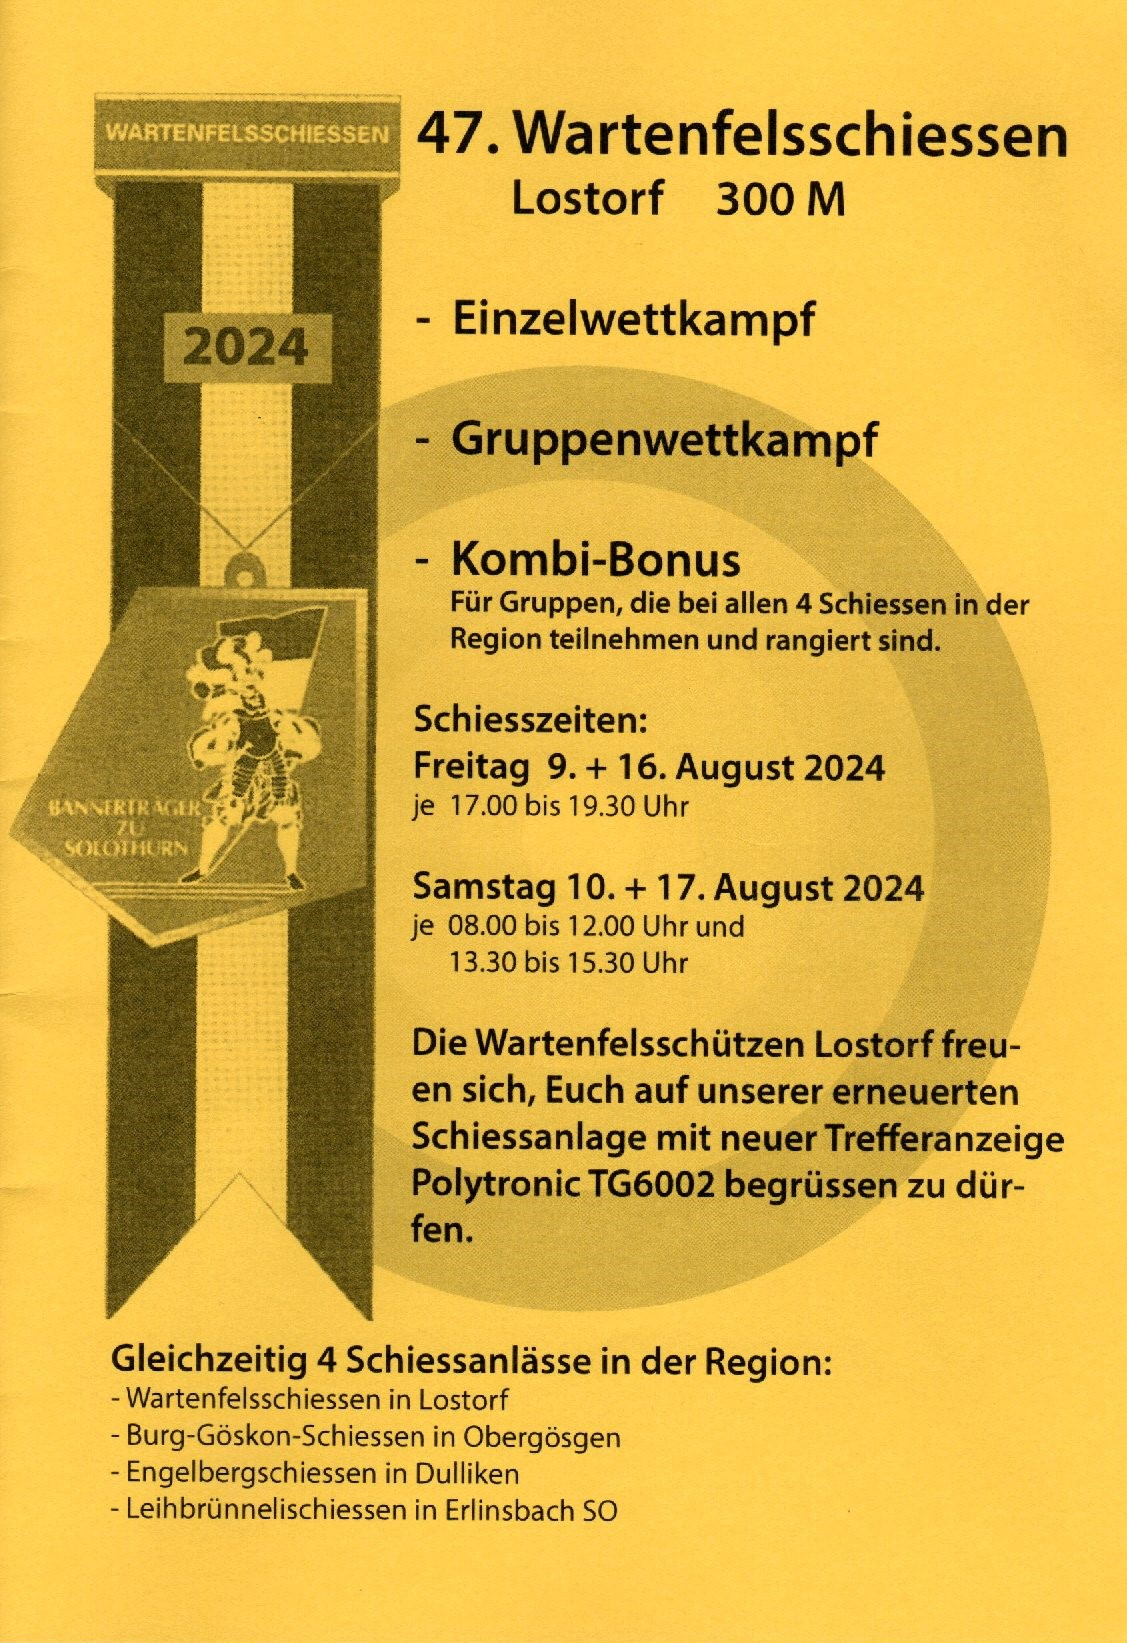 WARTENFELSSCHIESSEN
47. Wartenfelsschiessen
Lostorf 300 M
2024
- Einzelwettkampf
- Gruppenwettkampf
- Kombi-Bonus
Für Gruppen, die bei allen 4 Schiessen in der
Region teilnehmen und rangiert sind.
BANNERTRÄGER
ZU
SOLOTHURN
Schiesszeiten:
Freitag 9. + 16. August 2024
je 17.00 bis 19.30 Uhr
Samstag 10. + 17. August 2024
je 08.00 bis 12.00 Uhr und
13.30 bis 15.30 Uhr
Die Wartenfelsschützen Lostorf freu-
en sich, Euch auf unserer erneuerten
Schiessanlage mit neuer Trefferanzeige
Polytronic TG6002 begrüssen zu dür-
fen.
Gleichzeitig 4 Schiessanlässe in der Region:
- Wartenfelsschiessen in Lostorf
- Burg-Göskon-Schiessen in Obergösgen
- Engelbergschiessen in Dulliken
- Leihbrünnelischiessen in Erlinsbach SO